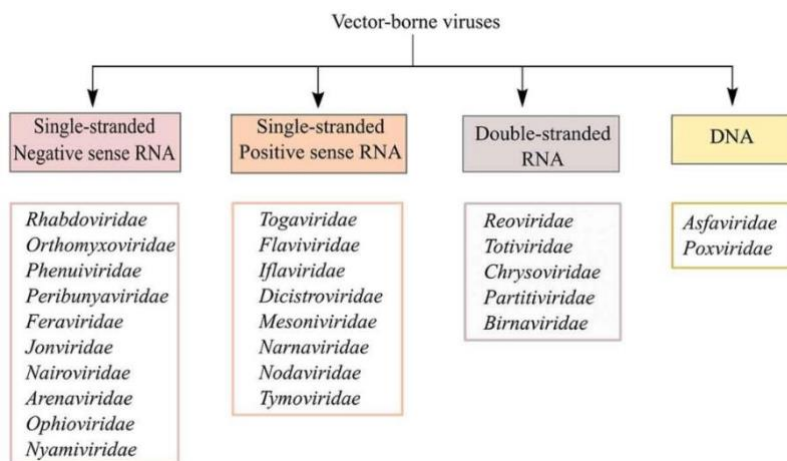 Vector-borne viruses
Single-stranded
Negative sense RNA
Single-stranded
Positive sense RNA
Double-stranded
RNA
DNA
Rhabdoviridae
Orthomyxoviridae
Phenuiviridae
Peribunyaviridae
Feraviridae
Jonviridae
Nairoviridae
Arenaviridae
Ophioviridae
Nyamiviridae
Togaviridae
Flaviviridae
Iflaviridae
Dicistroviridae
Mesoniviridae
Narnaviridae
Nodaviridae
Tymoviridae
Reoviridae
Totiviridae
Chrysoviridae
Partitiviridae
Birnaviridae
Asfaviridae
Poxviridae